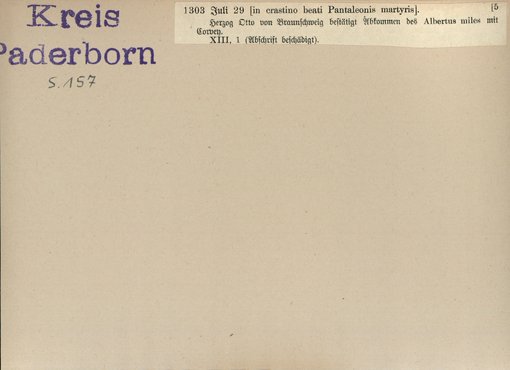 Kreis
Paderborn
S. 157
1303 Juli 29 [in crastino beati Pantaleonis martyris]. [5
Herzog Otto von Braunschweig bestätigt Abkommen des Albertus miles mit
Corvey.
XIII, 1 (Abschrift beschädigt).